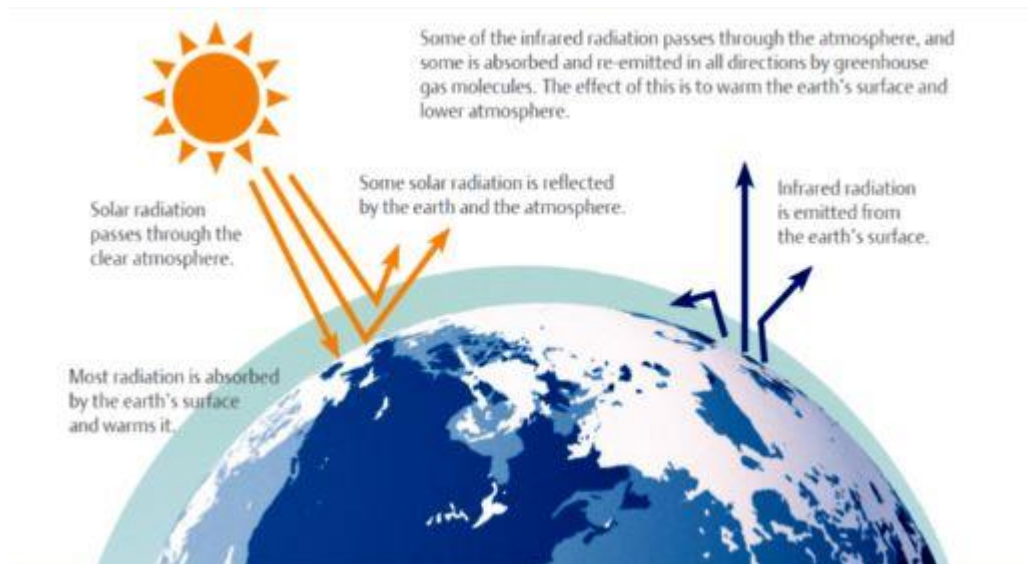 Some of the infrared radiation passes through the atmosphere, and
some is absorbed and re-emitted in all directions by greenhouse
gas molecules. The effect of this is to warm the earth's surface and
lower atmosphere.
Some solar radiation is reflected
by the earth and the atmosphere.
Infrared radiation
is emitted from
the earth's surface.
Solar radiation
passes through the
clear atmosphere.
Most radiation is absorbed
by the earth's surface
and warms it.